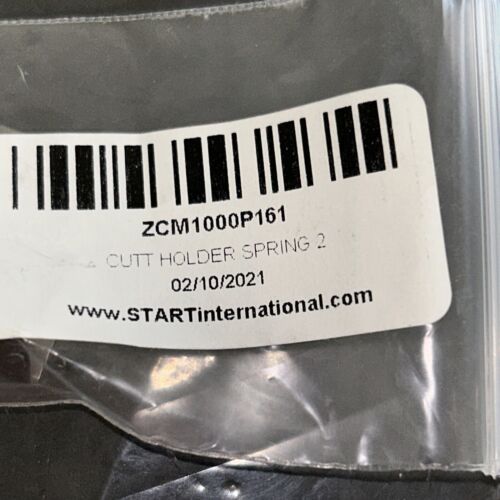 ZCM1000P161
CUTT HOLDER SPRING 2
02/10/2021
www.STARTinternational.com